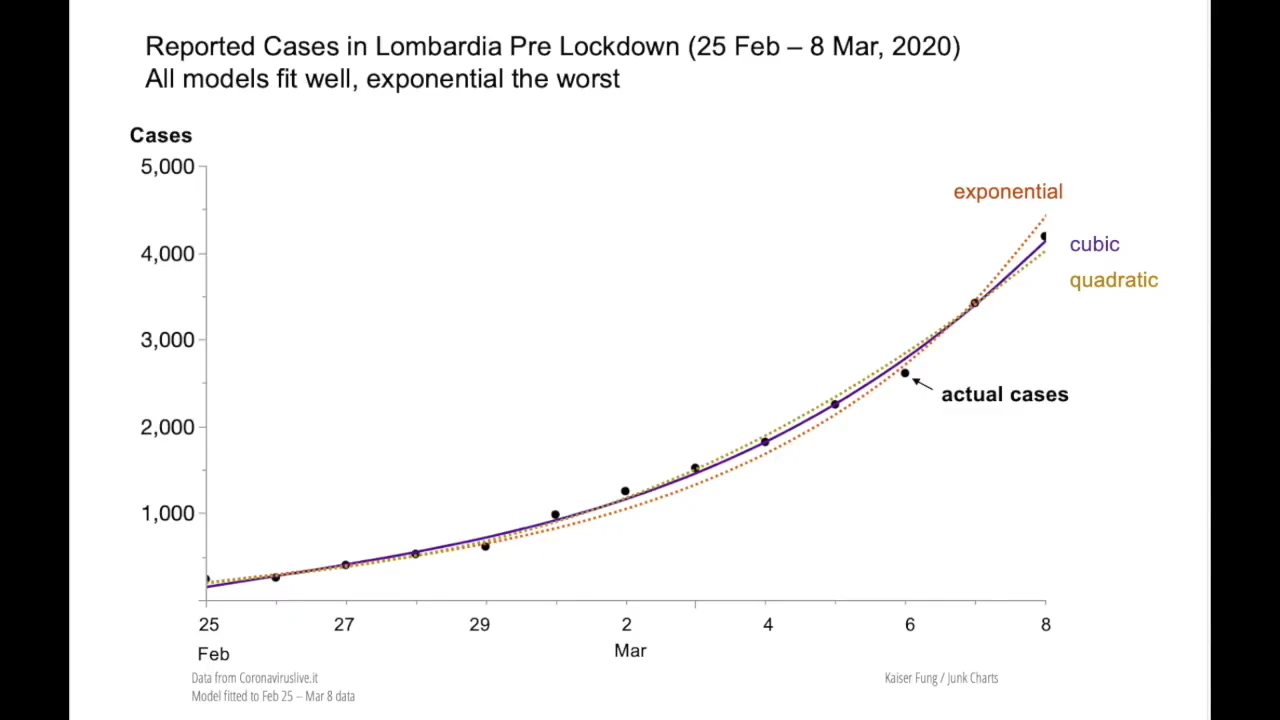 Reported Cases in Lombardia Pre Lockdown (25 Feb – 8 Mar, 2020)
All models fit well, exponential the worst
Cases
5,000
exponential
4,000
cubic
quadratic
3,000
actual cases
2,000
1,000
25 27 29 2 4 6 8
Feb Mar
Data from Coronaviruslive.it
Model fitted to Feb 25 – Mar 8 data
Kaiser Fung / Junk Charts